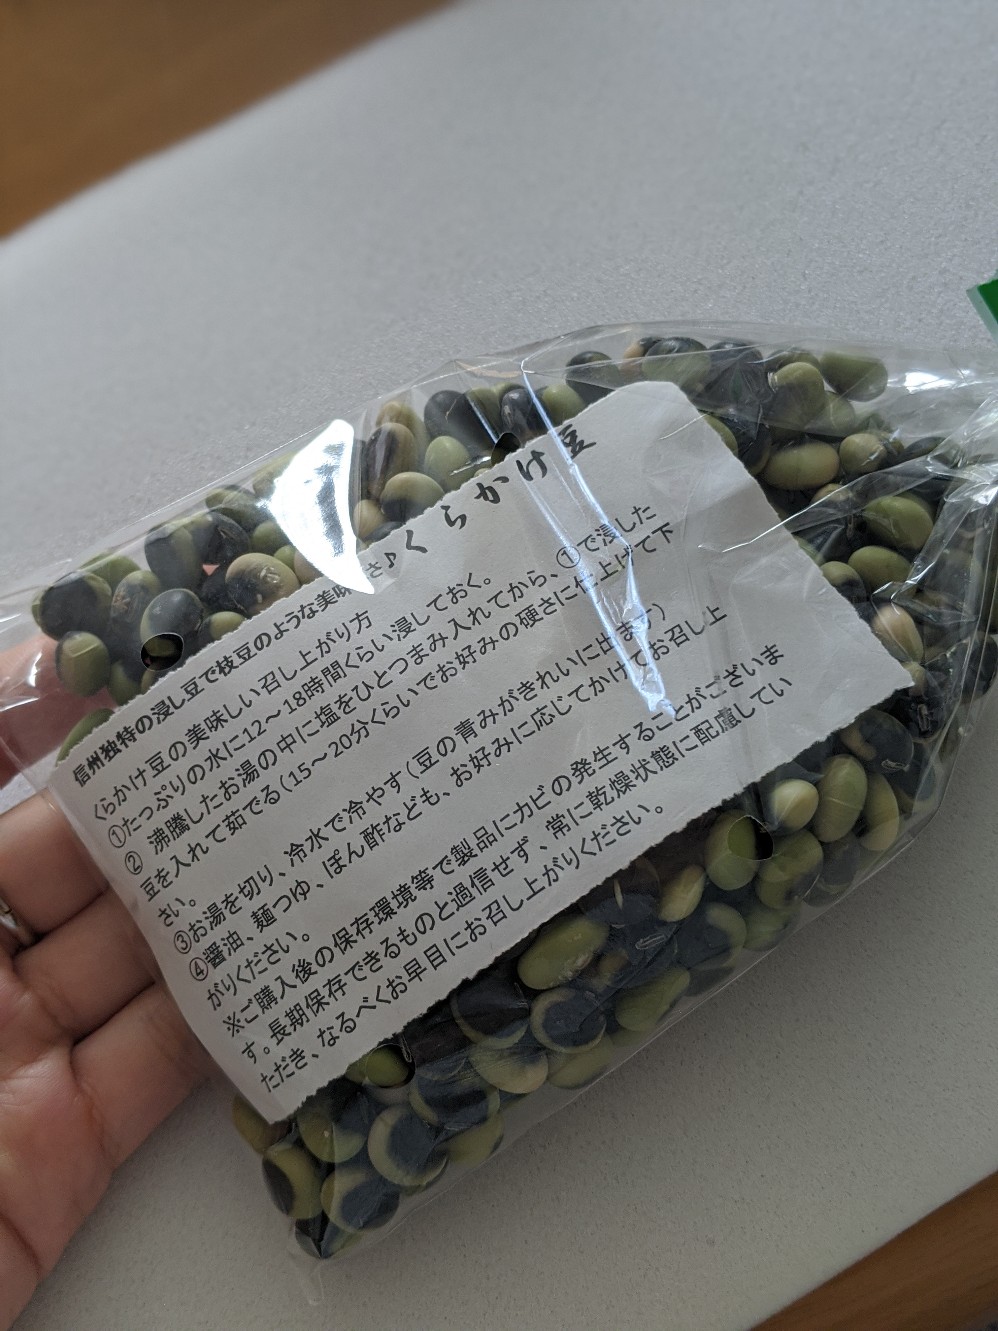 信州独特の浸し豆で枝豆のような美味さ♪くらかけ豆
くらかけ豆の美味しい召し上がり方
①たっぷりの水に12～18時間くらい浸しておく。
② 沸騰したお湯の中に塩をひとつまみ入れてから、①で浸した
豆を入れて茹でる(15～20分くらいでお好みの硬さに仕上げて下
さい。
③お湯を切り、冷水で冷やす(豆の青みがきれいに出ます)
④醤油、麺つゆ、ぽん酢なども、お好みに応じてかけてお召し上
がりください。
※ご購入後の保存環境等で製品にカビの発生することがございま
す。長期保存できるものと過信せず、常に乾燥状態に配慮してい
ただき、なるべくお早目にお召し上がりください。